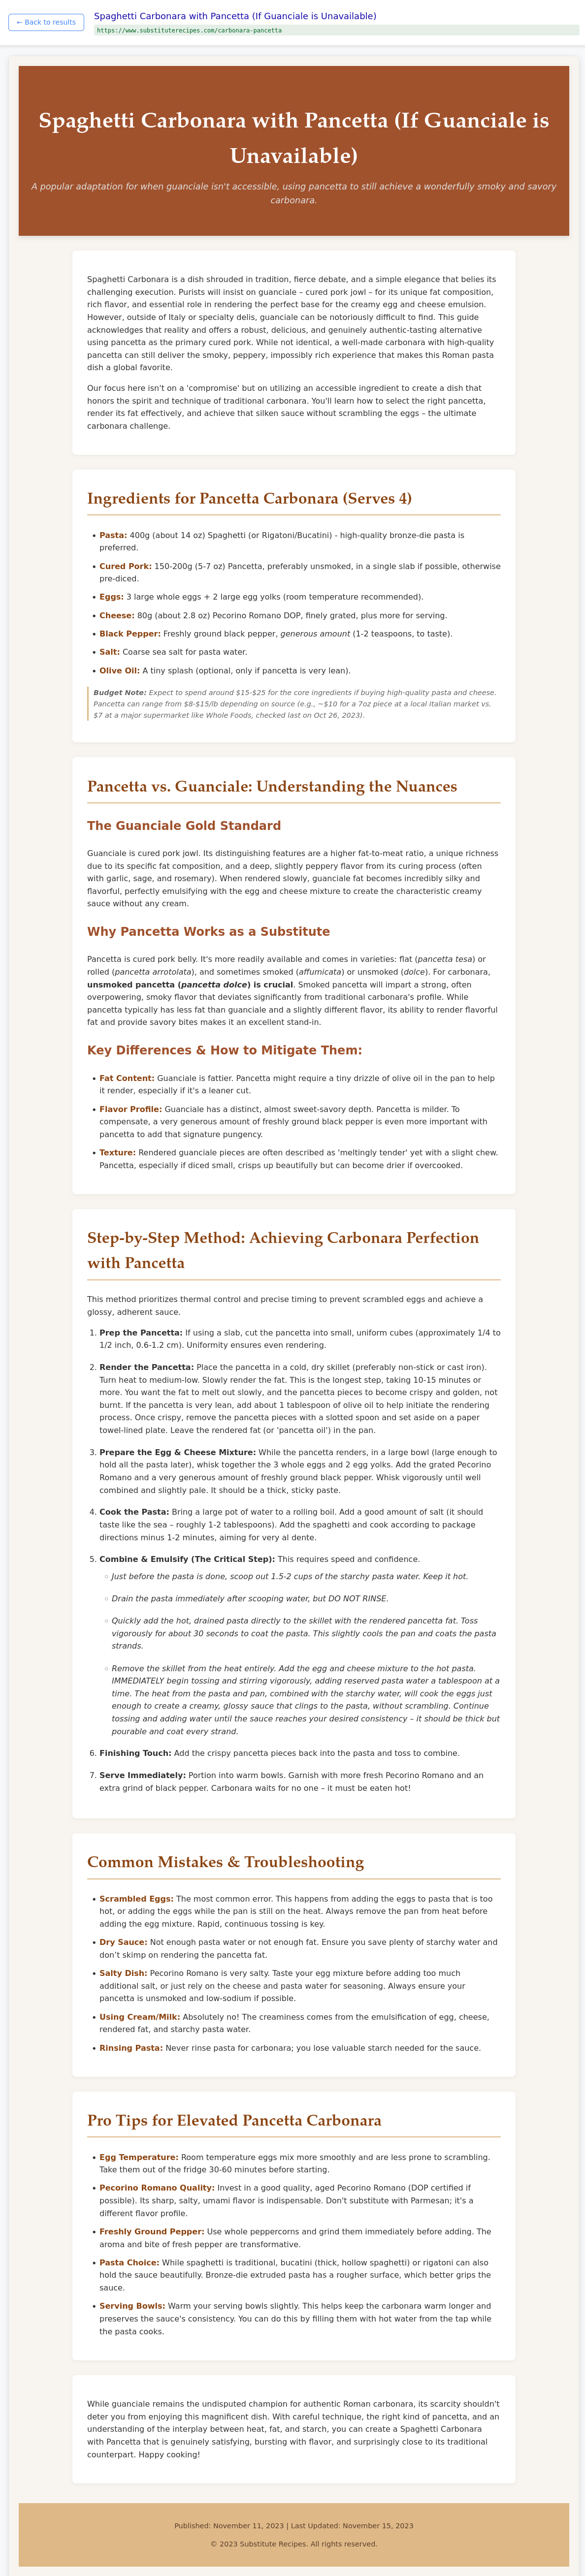 ← Back to results
Spaghetti Carbonara with Pancetta (If Guanciale is Unavailable)
https://www.substituterecipes.com/carbonara-pancetta
Spaghetti Carbonara with Pancetta (If Guanciale is
Unavailable)
A popular adaptation for when guanciale isn't accessible, using pancetta to still achieve a wonderfully smoky and savory
carbonara.
Spaghetti Carbonara is a dish shrouded in tradition, fierce debate, and a simple elegance that belies its
challenging execution. Purists will insist on guanciale – cured pork jowl – for its unique fat composition,
rich flavor, and essential role in rendering the perfect base for the creamy egg and cheese emulsion.
However, outside of Italy or specialty delis, guanciale can be notoriously difficult to find. This guide
acknowledges that reality and offers a robust, delicious, and genuinely authentic-tasting alternative
using pancetta as the primary cured pork. While not identical, a well-made carbonara with high-quality
pancetta can still deliver the smoky, peppery, impossibly rich experience that makes this Roman pasta
dish a global favorite.
Our focus here isn't on a 'compromise' but on utilizing an accessible ingredient to create a dish that
honors the spirit and technique of traditional carbonara. You'll learn how to select the right pancetta,
render its fat effectively, and achieve that silken sauce without scrambling the eggs – the ultimate
carbonara challenge.
Ingredients for Pancetta Carbonara (Serves 4)
• Pasta: 400g (about 14 oz) Spaghetti (or Rigatoni/Bucatini) - high-quality bronze-die pasta is
preferred.
• Cured Pork: 150-200g (5-7 oz) Pancetta, preferably unsmoked, in a single slab if possible, otherwise
pre-diced.
• Eggs: 3 large whole eggs + 2 large egg yolks (room temperature recommended).
• Cheese: 80g (about 2.8 oz) Pecorino Romano DOP, finely grated, plus more for serving.
• Black Pepper: Freshly ground black pepper, generous amount (1-2 teaspoons, to taste).
• Salt: Coarse sea salt for pasta water.
• Olive Oil: A tiny splash (optional, only if pancetta is very lean).
Budget Note: Expect to spend around $15-$25 for the core ingredients if buying high-quality pasta and cheese.
Pancetta can range from $8-$15/lb depending on source (e.g., ~$10 for a 7oz piece at a local Italian market vs.
$7 at a major supermarket like Whole Foods, checked last on Oct 26, 2023).
Pancetta vs. Guanciale: Understanding the Nuances
The Guanciale Gold Standard
Guanciale is cured pork jowl. Its distinguishing features are a higher fat-to-meat ratio, a unique richness
due to its specific fat composition, and a deep, slightly peppery flavor from its curing process (often
with garlic, sage, and rosemary). When rendered slowly, guanciale fat becomes incredibly silky and
flavorful, perfectly emulsifying with the egg and cheese mixture to create the characteristic creamy
sauce without any cream.
Why Pancetta Works as a Substitute
Pancetta is cured pork belly. It's more readily available and comes in varieties: flat (pancetta tesa) or
rolled (pancetta arrotolata), and sometimes smoked (affumicata) or unsmoked (dolce). For carbonara,
unsmoked pancetta (pancetta dolce) is crucial. Smoked pancetta will impart a strong, often
overpowering, smoky flavor that deviates significantly from traditional carbonara's profile. While
pancetta typically has less fat than guanciale and a slightly different flavor, its ability to render flavorful
fat and provide savory bites makes it an excellent stand-in.
Key Differences & How to Mitigate Them:
• Fat Content: Guanciale is fattier. Pancetta might require a tiny drizzle of olive oil in the pan to help
it render, especially if it's a leaner cut.
• Flavor Profile: Guanciale has a distinct, almost sweet-savory depth. Pancetta is milder. To
compensate, a very generous amount of freshly ground black pepper is even more important with
pancetta to add that signature pungency.
• Texture: Rendered guanciale pieces are often described as 'meltingly tender' yet with a slight chew.
Pancetta, especially if diced small, crisps up beautifully but can become drier if overcooked.
Step-by-Step Method: Achieving Carbonara Perfection
with Pancetta
This method prioritizes thermal control and precise timing to prevent scrambled eggs and achieve a
glossy, adherent sauce.
1. Prep the Pancetta: If using a slab, cut the pancetta into small, uniform cubes (approximately 1/4 to
1/2 inch, 0.6-1.2 cm). Uniformity ensures even rendering.
2. Render the Pancetta: Place the pancetta in a cold, dry skillet (preferably non-stick or cast iron).
Turn heat to medium-low. Slowly render the fat. This is the longest step, taking 10-15 minutes or
more. You want the fat to melt out slowly, and the pancetta pieces to become crispy and golden, not
burnt. If the pancetta is very lean, add about 1 tablespoon of olive oil to help initiate the rendering
process. Once crispy, remove the pancetta pieces with a slotted spoon and set aside on a paper
towel-lined plate. Leave the rendered fat (or 'pancetta oil') in the pan.
3. Prepare the Egg & Cheese Mixture: While the pancetta renders, in a large bowl (large enough to
hold all the pasta later), whisk together the 3 whole eggs and 2 egg yolks. Add the grated Pecorino
Romano and a very generous amount of freshly ground black pepper. Whisk vigorously until well
combined and slightly pale. It should be a thick, sticky paste.
4. Cook the Pasta: Bring a large pot of water to a rolling boil. Add a good amount of salt (it should
taste like the sea – roughly 1-2 tablespoons). Add the spaghetti and cook according to package
directions minus 1-2 minutes, aiming for very al dente.
5. Combine & Emulsify (The Critical Step): This requires speed and confidence.
◦ Just before the pasta is done, scoop out 1.5-2 cups of the starchy pasta water. Keep it hot.
◦ Drain the pasta immediately after scooping water, but DO NOT RINSE.
◦ Quickly add the hot, drained pasta directly to the skillet with the rendered pancetta fat. Toss
vigorously for about 30 seconds to coat the pasta. This slightly cools the pan and coats the pasta
strands.
◦ Remove the skillet from the heat entirely. Add the egg and cheese mixture to the hot pasta.
IMMEDIATELY begin tossing and stirring vigorously, adding reserved pasta water a tablespoon at a
time. The heat from the pasta and pan, combined with the starchy water, will cook the eggs just
enough to create a creamy, glossy sauce that clings to the pasta, without scrambling. Continue
tossing and adding water until the sauce reaches your desired consistency – it should be thick but
pourable and coat every strand.
6. Finishing Touch: Add the crispy pancetta pieces back into the pasta and toss to combine.
7. Serve Immediately: Portion into warm bowls. Garnish with more fresh Pecorino Romano and an
extra grind of black pepper. Carbonara waits for no one – it must be eaten hot!
Common Mistakes & Troubleshooting
• Scrambled Eggs: The most common error. This happens from adding the eggs to pasta that is too
hot, or adding the eggs while the pan is still on the heat. Always remove the pan from heat before
adding the egg mixture. Rapid, continuous tossing is key.
• Dry Sauce: Not enough pasta water or not enough fat. Ensure you save plenty of starchy water and
don’t skimp on rendering the pancetta fat.
• Salty Dish: Pecorino Romano is very salty. Taste your egg mixture before adding too much
additional salt, or just rely on the cheese and pasta water for seasoning. Always ensure your
pancetta is unsmoked and low-sodium if possible.
• Using Cream/Milk: Absolutely no! The creaminess comes from the emulsification of egg, cheese,
rendered fat, and starchy pasta water.
• Rinsing Pasta: Never rinse pasta for carbonara; you lose valuable starch needed for the sauce.
Pro Tips for Elevated Pancetta Carbonara
• Egg Temperature: Room temperature eggs mix more smoothly and are less prone to scrambling.
Take them out of the fridge 30-60 minutes before starting.
• Pecorino Romano Quality: Invest in a good quality, aged Pecorino Romano (DOP certified if
possible). Its sharp, salty, umami flavor is indispensable. Don't substitute with Parmesan; it's a
different flavor profile.
• Freshly Ground Pepper: Use whole peppercorns and grind them immediately before adding. The
aroma and bite of fresh pepper are transformative.
• Pasta Choice: While spaghetti is traditional, bucatini (thick, hollow spaghetti) or rigatoni can also
hold the sauce beautifully. Bronze-die extruded pasta has a rougher surface, which better grips the
sauce.
• Serving Bowls: Warm your serving bowls slightly. This helps keep the carbonara warm longer and
preserves the sauce's consistency. You can do this by filling them with hot water from the tap while
the pasta cooks.
While guanciale remains the undisputed champion for authentic Roman carbonara, its scarcity shouldn't
deter you from enjoying this magnificent dish. With careful technique, the right kind of pancetta, and an
understanding of the interplay between heat, fat, and starch, you can create a Spaghetti Carbonara
with Pancetta that is genuinely satisfying, bursting with flavor, and surprisingly close to its traditional
counterpart. Happy cooking!
Published: November 11, 2023 | Last Updated: November 15, 2023
© 2023 Substitute Recipes. All rights reserved.